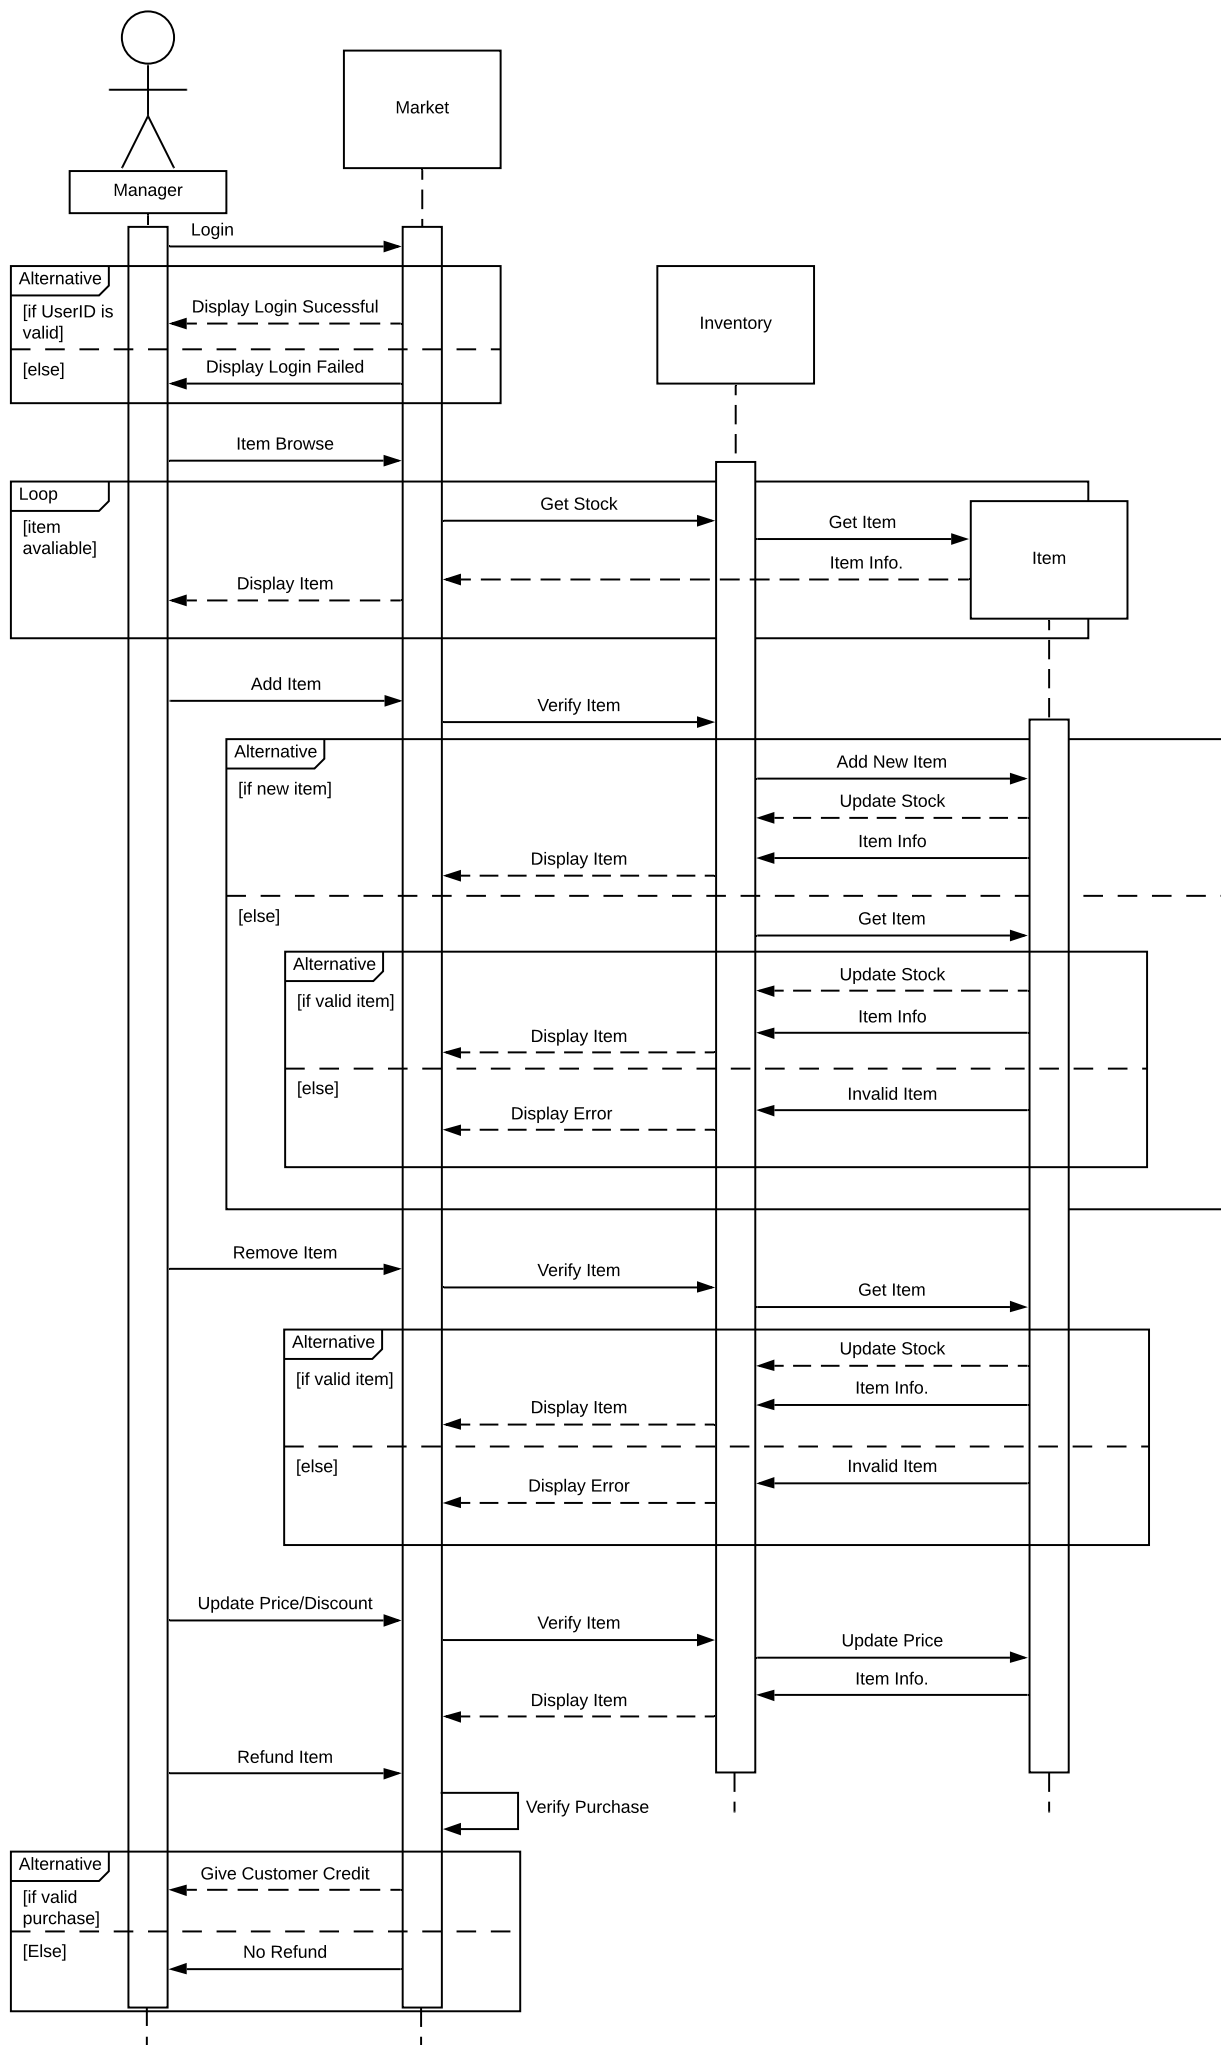 Market
Manager
Login
Alternative
Display Login Sucessful
[if UserID is
valid]
Inventory
[else]
Display Login Failed
Item Browse
Loop
Get Stock
[item
avaliable]
Get Item
Item
Item Info.
Display Item
Add Item
Verify Item
Alternative
[if new item]
Add New Item
Update Stock
Item Info
Display Item
[else]
Get Item
Alternative
[if valid item]
Update Stock
Item Info
Display Item
[else]
Invalid Item
Display Error
Remove Item
Verify Item
Get Item
Alternative
[if valid item]
Update Stock
Item Info.
Display Item
[else]
Invalid Item
Display Error
Update Price/Discount
Verify Item
Update Price
Item Info.
Display Item
Refund Item
Verify Purchase
Alternative
Give Customer Credit
[if valid
purchase]
[Else]
No Refund